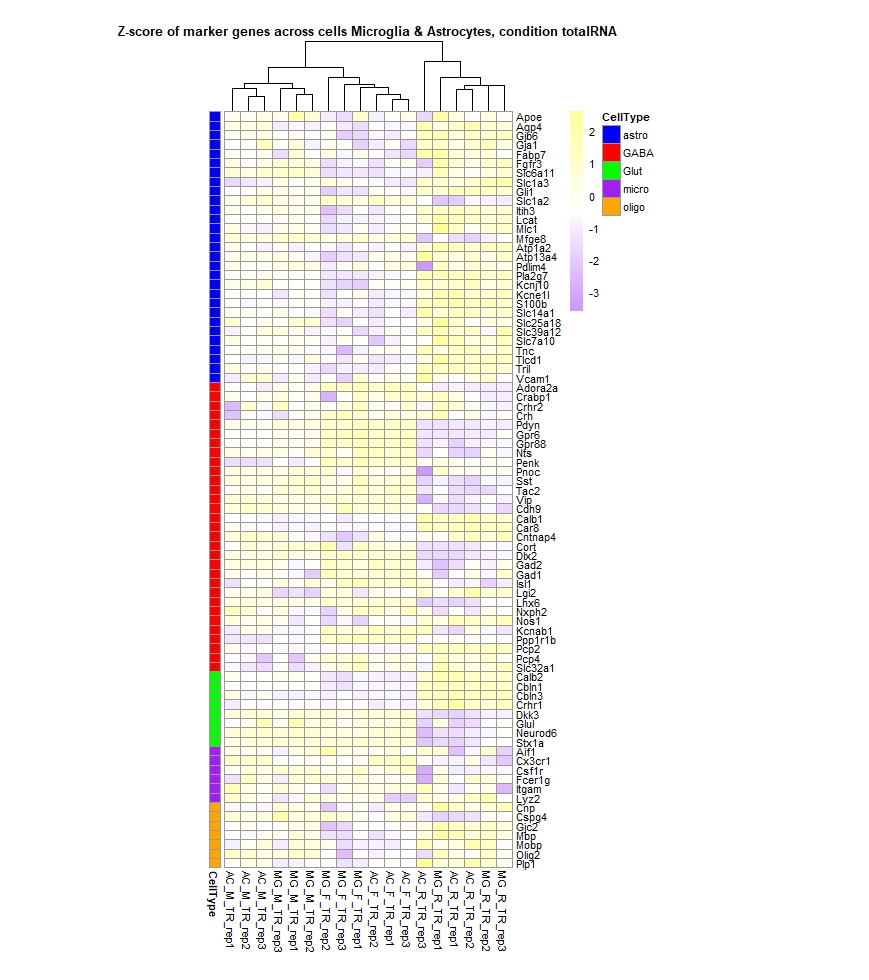 Z-score of marker genes across cells Microglia & Astrocytes, condition totalRNA
Apoe
Aqp4
Gjb6
Gja1
Fabp7
Fgfr3
Slc6a11
Slc1a3
Gli1
Slc1a2
Itih3
Lcat
Mlc1
Mfge8
Atp1a2
Atp13a4
Pdlim4
Pla2g7
Kcnj10
Kcne1l
S100b
Slc14a1
Slc25a18
Slc39a12
Slc7a10
Tnc
Tlcd1
Tril
Vcam1
Adora2a
Crabp1
Crhr2
Crh
Pdyn
Gpr6
Gpr88
Nts
Penk
Pnoc
Sst
Tac2
Vip
Cdh9
Calb1
Car8
Cntnap4
Cort
Dlx2
Gad2
Gad1
Isl1
Lgi2
Lhx6
Nxph2
Nos1
Kcnab1
Ppp1r1b
Pcp2
Pcp4
Slc32a1
Calb2
Cbln1
Cbln3
Crhr1
Dkk3
Glul
Neurod6
Stx1a
Aif1
Cx3cr1
Csf1r
Fcer1g
Itgam
Lyz2
Cnp
Cspg4
Gjc2
Mbp
Mobp
Olig2
Plp1
2
1
0
-1
-2
-3
CellType
astro
GABA
Glut
micro
oligo
CellType
AC_M_TR_rep1
AC_M_TR_rep2
AC_M_TR_rep3
MG_M_TR_rep3
MG_M_TR_rep1
MG_M_TR_rep2
MG_F_TR_rep2
MG_F_TR_rep3
MG_F_TR_rep1
AC_F_TR_rep2
AC_F_TR_rep1
AC_F_TR_rep3
AC_R_TR_rep3
MG_R_TR_rep1
AC_R_TR_rep1
AC_R_TR_rep2
MG_R_TR_rep2
MG_R_TR_rep3